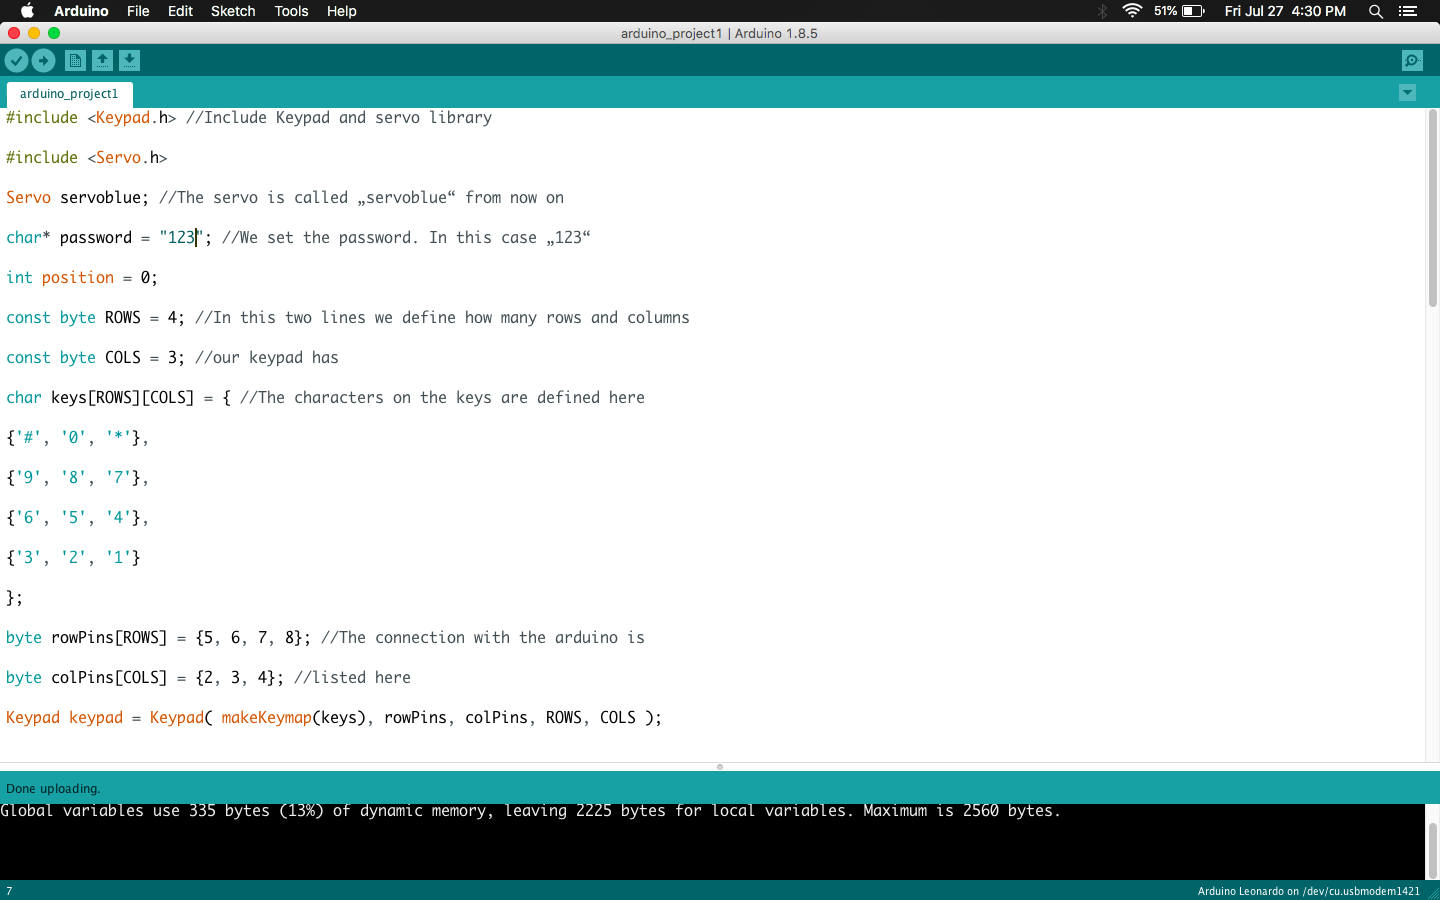 Arduino File Edit Sketch Tools Help 51% Fri Jul 27 4:30 PM
arduino_project1 | Arduino 1.8.5
arduino_project1
#include <Keypad.h> //Include Keypad and servo library
#include <Servo.h>
Servo servoblue; //The servo is called „servoblue“ from now on
char* password = "123"; //We set the password. In this case „123“
int position = 0;
const byte ROWS = 4; //In this two lines we define how many rows and columns
const byte COLS = 3; //our keypad has
char keys[ROWS][COLS] = { //The characters on the keys are defined here
{'#', '0', '*'},
{'9', '8', '7'},
{'6', '5', '4'},
{'3', '2', '1'}
};
byte rowPins[ROWS] = {5, 6, 7, 8}; //The connection with the arduino is
byte colPins[COLS] = {2, 3, 4}; //listed here
Keypad keypad = Keypad( makeKeymap(keys), rowPins, colPins, ROWS, COLS );
Done uploading.
Global variables use 335 bytes (13%) of dynamic memory, leaving 2225 bytes for local variables. Maximum is 2560 bytes.
7 Arduino Leonardo on /dev/cu.usbmodem1421